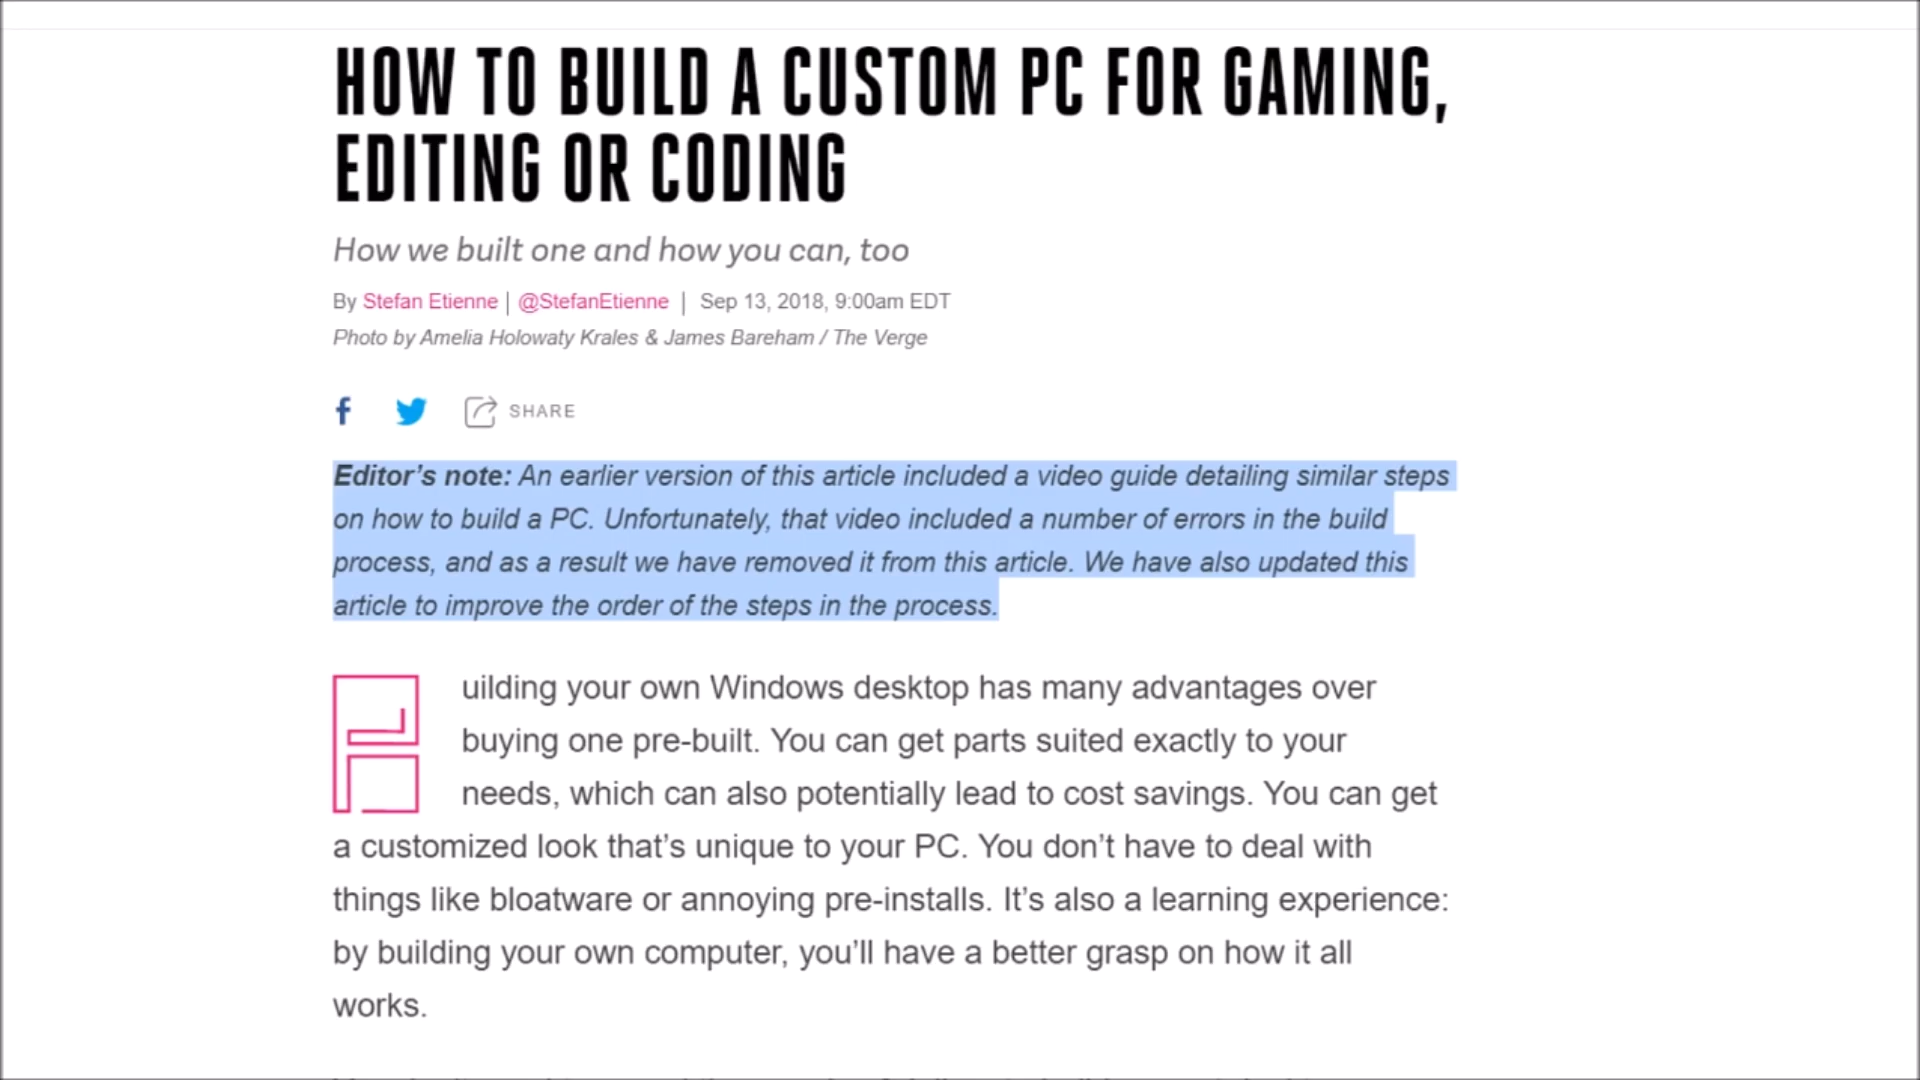 HOW TO BUILD A CUSTOM PC FOR GAMING,
EDITING OR CODING
How we built one and how you can, too
By Stefan Etienne | @StefanEtienne | Sep 13, 2018, 9:00am EDT
Photo by Amelia Holowaty Krales & James Bareham / The Verge
SHARE
Editor’s note: An earlier version of this article included a video guide detailing similar steps
on how to build a PC. Unfortunately, that video included a number of errors in the build
process, and as a result we have removed it from this article. We have also updated this
article to improve the order of the steps in the process.
B uilding your own Windows desktop has many advantages over
buying one pre-built. You can get parts suited exactly to your
needs, which can also potentially lead to cost savings. You can get
a customized look that’s unique to your PC. You don’t have to deal with
things like bloatware or annoying pre-installs. It’s also a learning experience:
by building your own computer, you’ll have a better grasp on how it all
works.